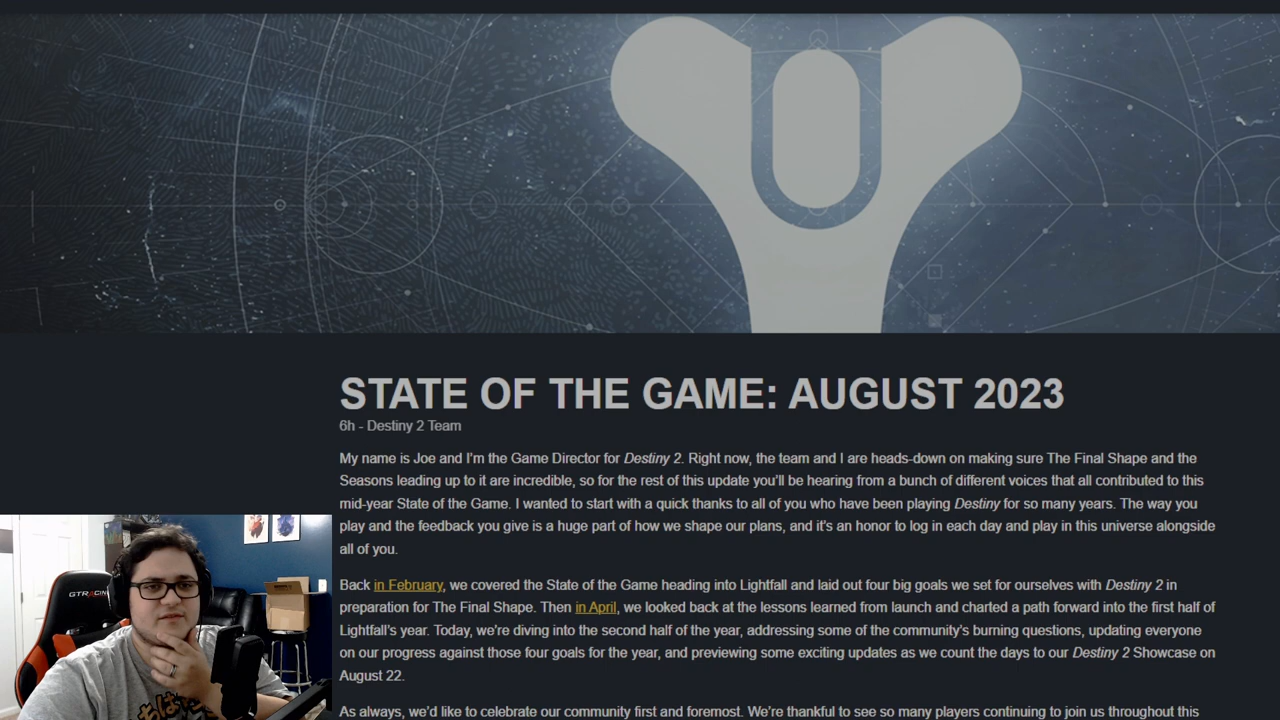 STATE OF THE GAME: AUGUST 2023
6h - Destiny 2 Team
My name is Joe and I'm the Game Director for Destiny 2. Right now, the team and I are heads-down on making sure The Final Shape and the
Seasons leading up to it are incredible, so for the rest of this update you'll be hearing from a bunch of different voices that all contributed to this
mid-year State of the Game. I wanted to start with a quick thanks to all of you who have been playing Destiny for so many years. The way you
play and the feedback you give is a huge part of how we shape our plans, and it's an honor to log in each day and play in this universe alongside
all of you.
Back in February, we covered the State of the Game heading into Lightfall and laid out four big goals we set for ourselves with Destiny 2 in
preparation for The Final Shape. Then in April, we looked back at the lessons learned from launch and charted a path forward into the first half of
Lightfall's year. Today, we're diving into the second half of the year, addressing some of the community's burning questions, updating everyone
on our progress against those four goals for the year, and previewing some exciting updates as we count the days to our Destiny 2 Showcase on
August 22.
As always, we'd like to celebrate our community first and foremost. We're thankful to see so many players continuing to join us throughout this
GTRACING